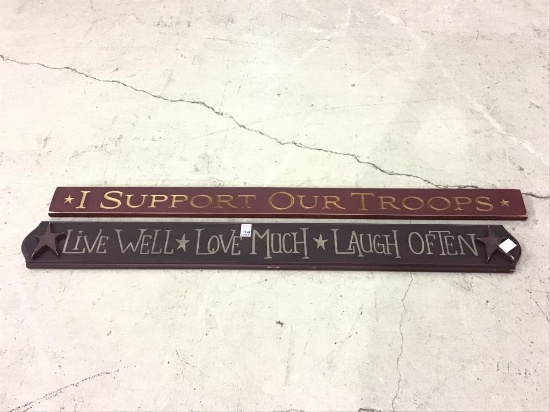 ★ I SUPPORT OUR TROOPS ★
LIVE WELL ★ LOVE MUCH ★ LAUGH OFTEN